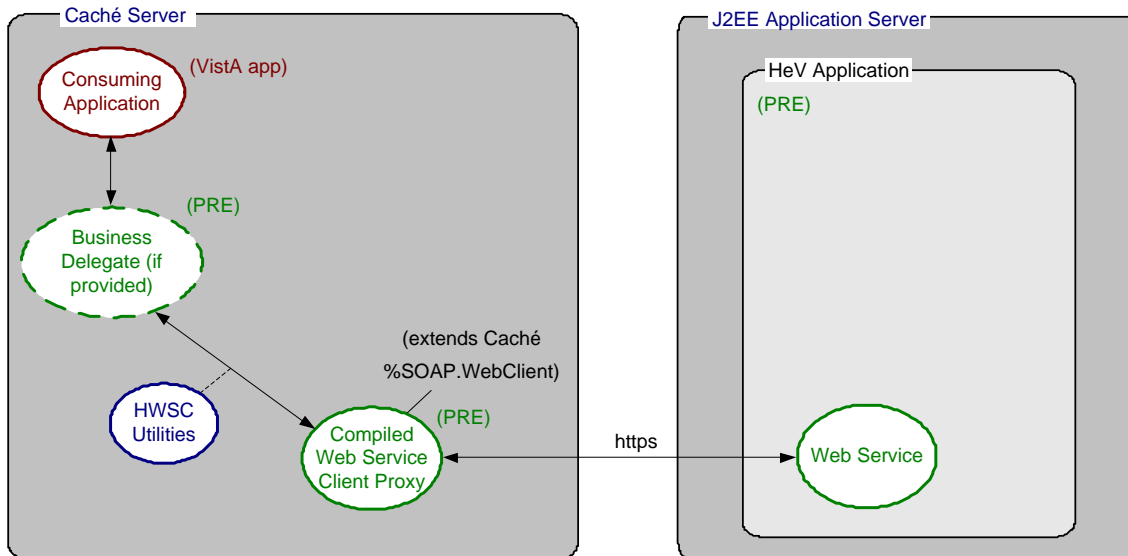 Caché Server
(VistA app)
Consuming
Application
(PRE)
Business
Delegate (if
provided)
HWSC
Utilities
(extends Caché
%SOAP.WebClient)
(PRE)
Compiled
Web Service
Client Proxy
https
J2EE Application Server
HeV Application
(PRE)
Web Service